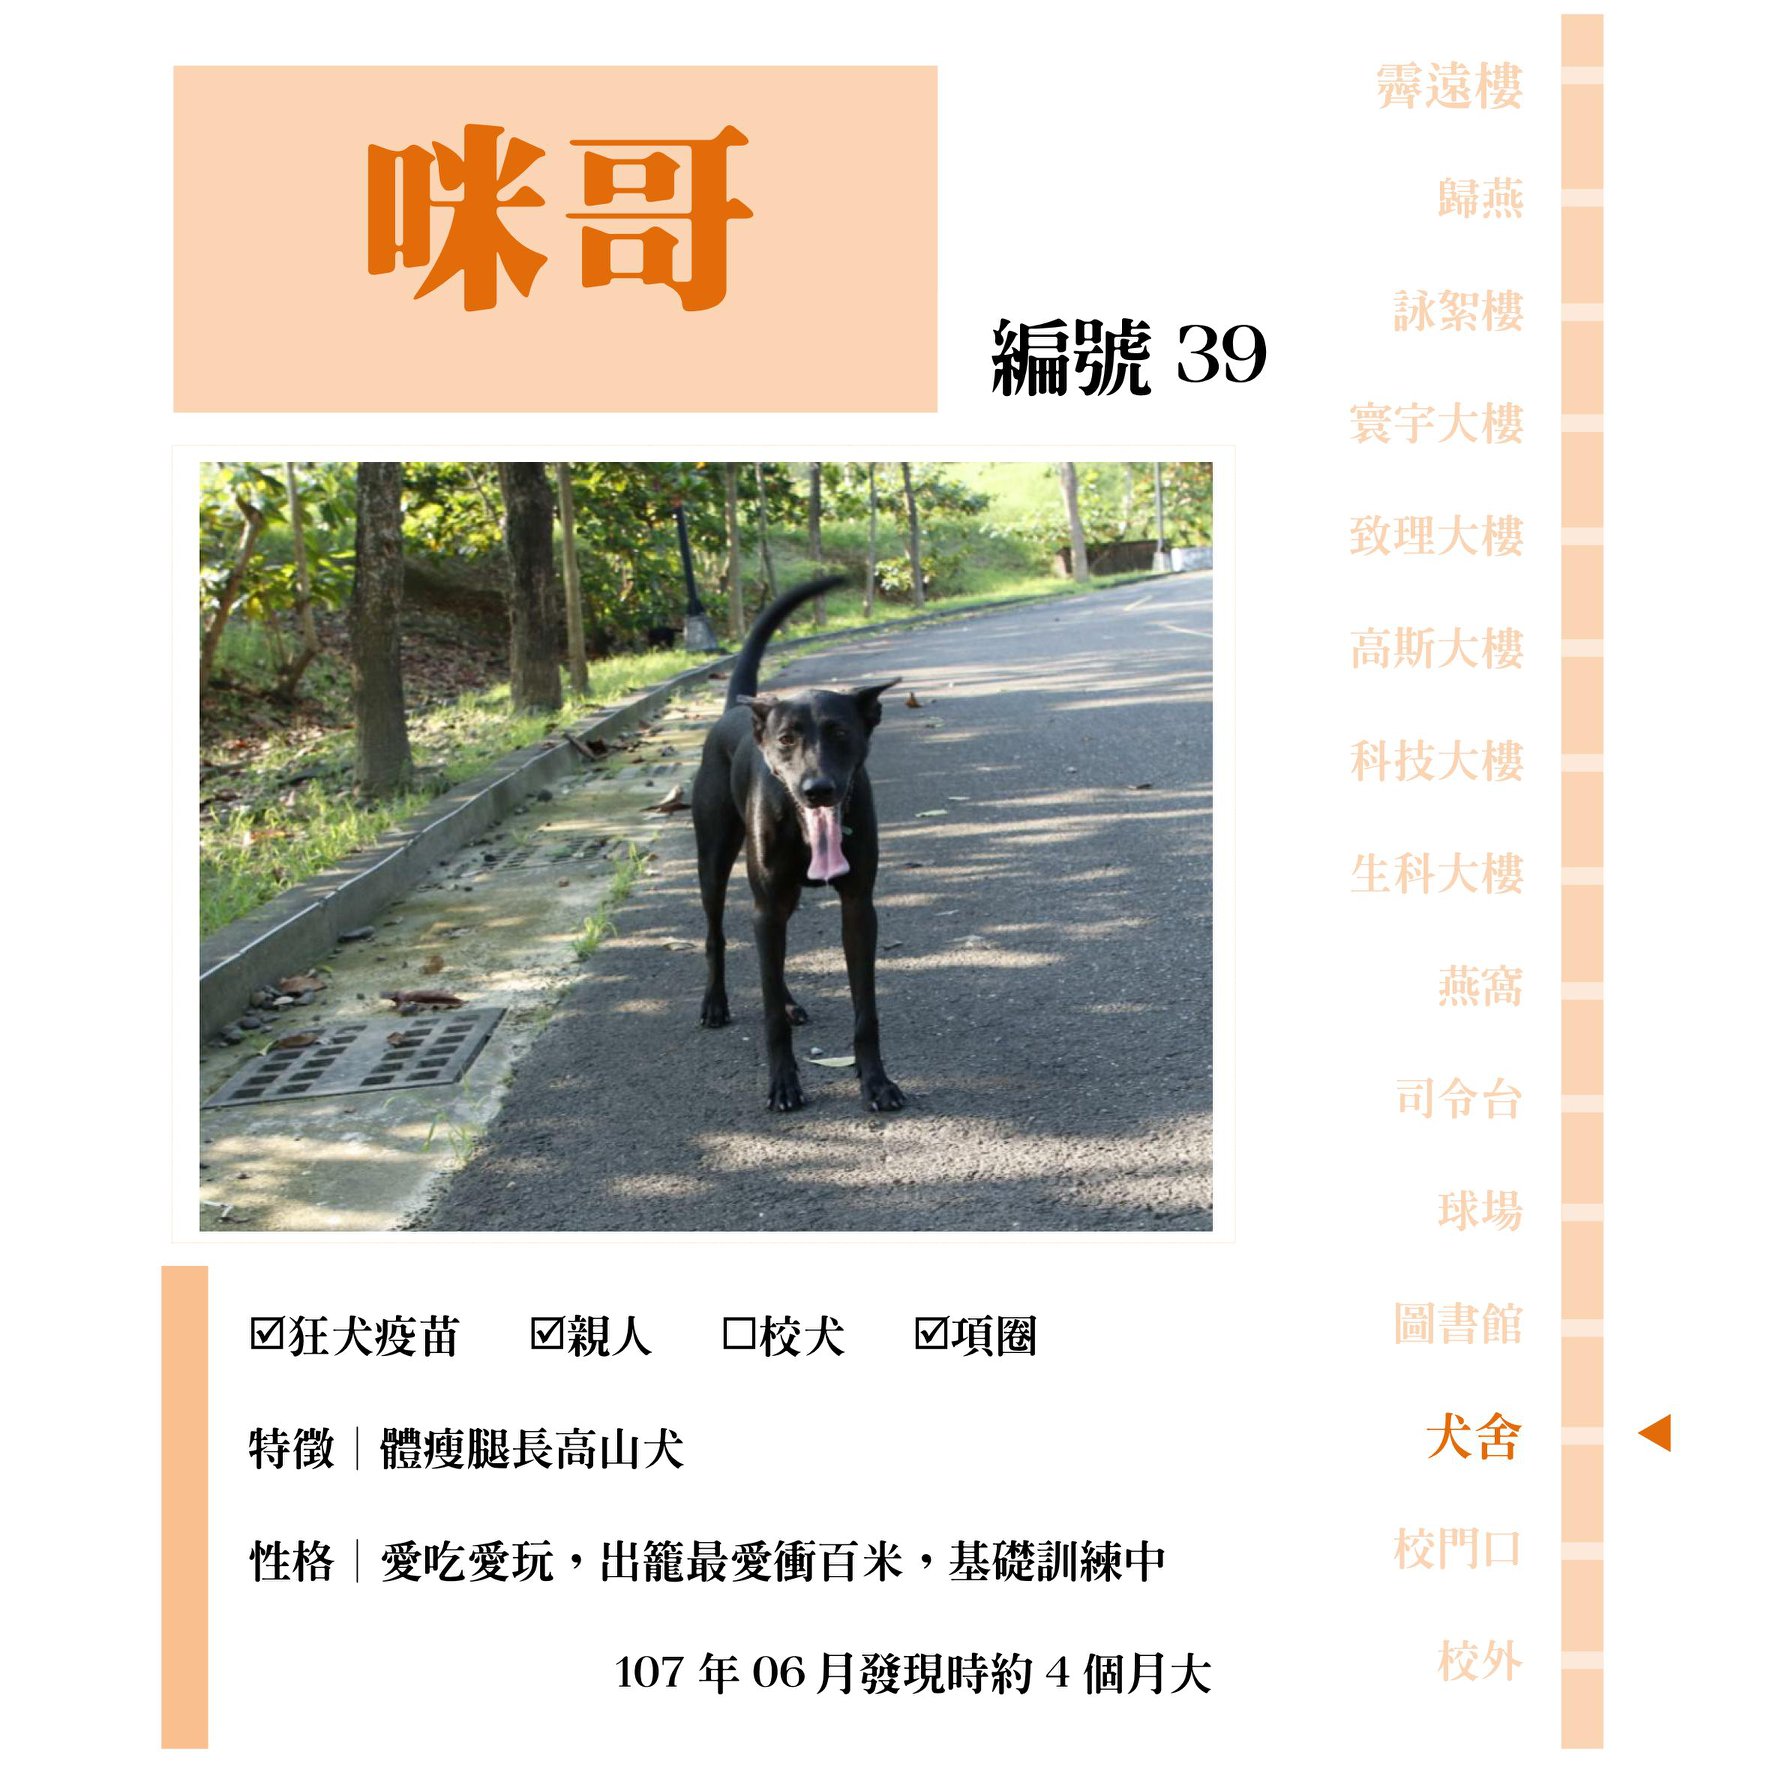 咪哥
編號 39
☑狂犬疫苗 ☑親人 ☐校犬 ☑項圈
特徵｜體瘦腿長高山犬
性格｜愛吃愛玩，出籠最愛衝百米，基礎訓練中
107 年 06 月發現時約 4 個月大
霽遠樓
歸燕
詠絮樓
寰宇大樓
致理大樓
高斯大樓
科技大樓
生科大樓
燕窩
司令台
球場
圖書館
犬舍
校門口
校外